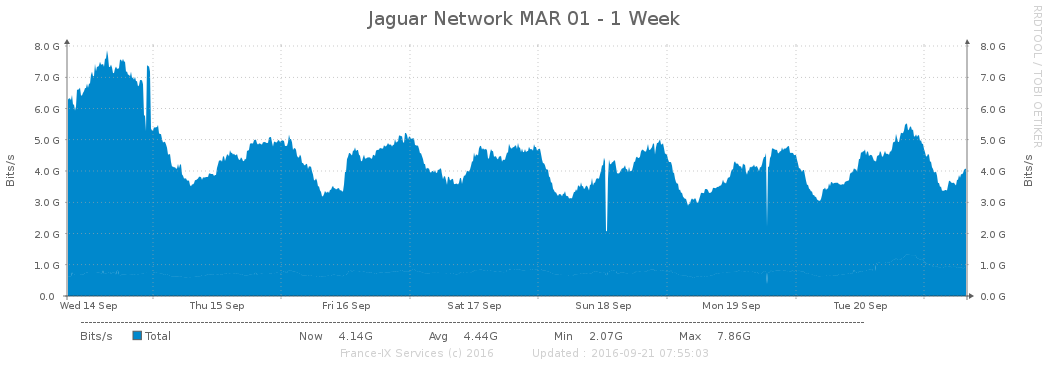 Jaguar Network MAR 01 - 1 Week
RRDTOOL / TOBI OETIKER
Bits/s
8.0 G
7.0 G
6.0 G
5.0 G
4.0 G
3.0 G
2.0 G
1.0 G
0.0
8.0 G
7.0 G
6.0 G
5.0 G
4.0 G
3.0 G
2.0 G
1.0 G
0.0 G
Bits/s
Wed 14 Sep Thu 15 Sep Fri 16 Sep Sat 17 Sep Sun 18 Sep Mon 19 Sep Tue 20 Sep
Bits/s Total Now 4.14G Avg 4.44G Min 2.07G Max 7.86G
France-IX Services (c) 2016 Updated : 2016-09-21 07:55:03